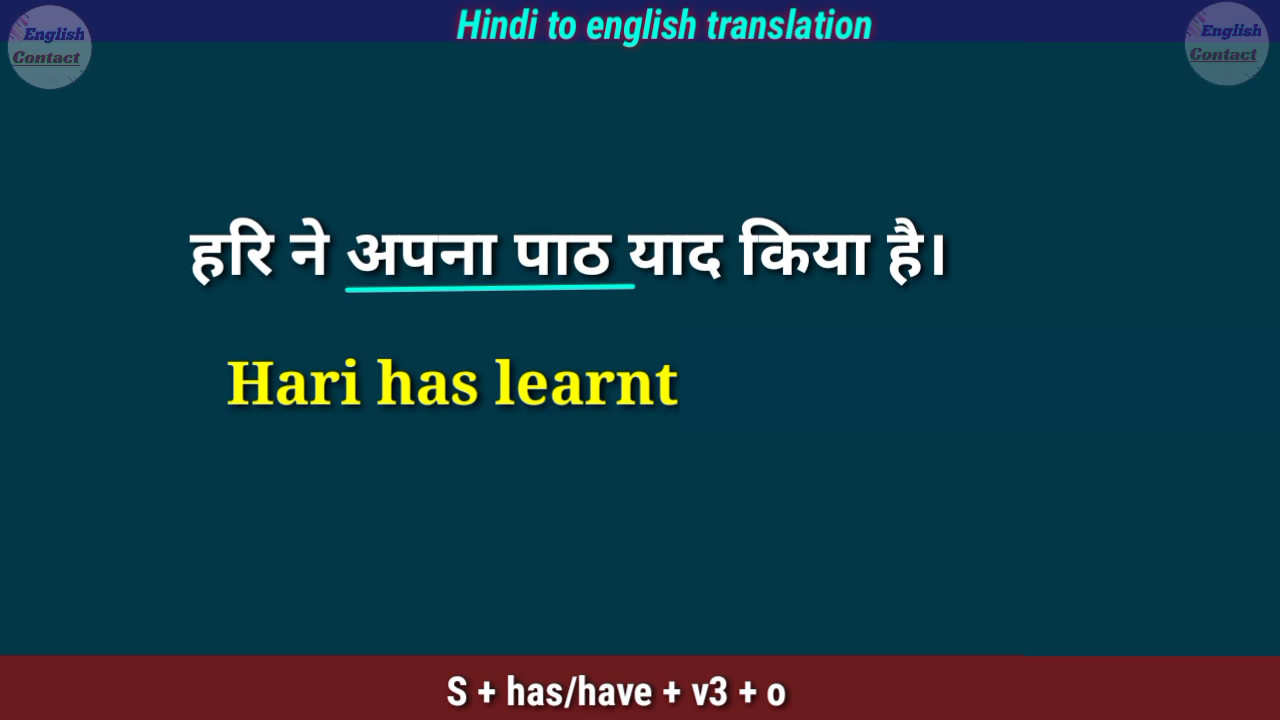 Hindi to english translation
English
Contact
English
Contact
हरि ने अपना पाठ याद किया है।
Hari has learnt
S + has/have + v3 + o